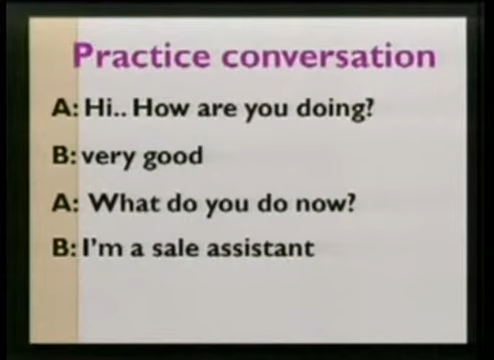 Practice conversation
A: Hi.. How are you doing?
B: very good
A: What do you do now?
B: I'm a sale assistant